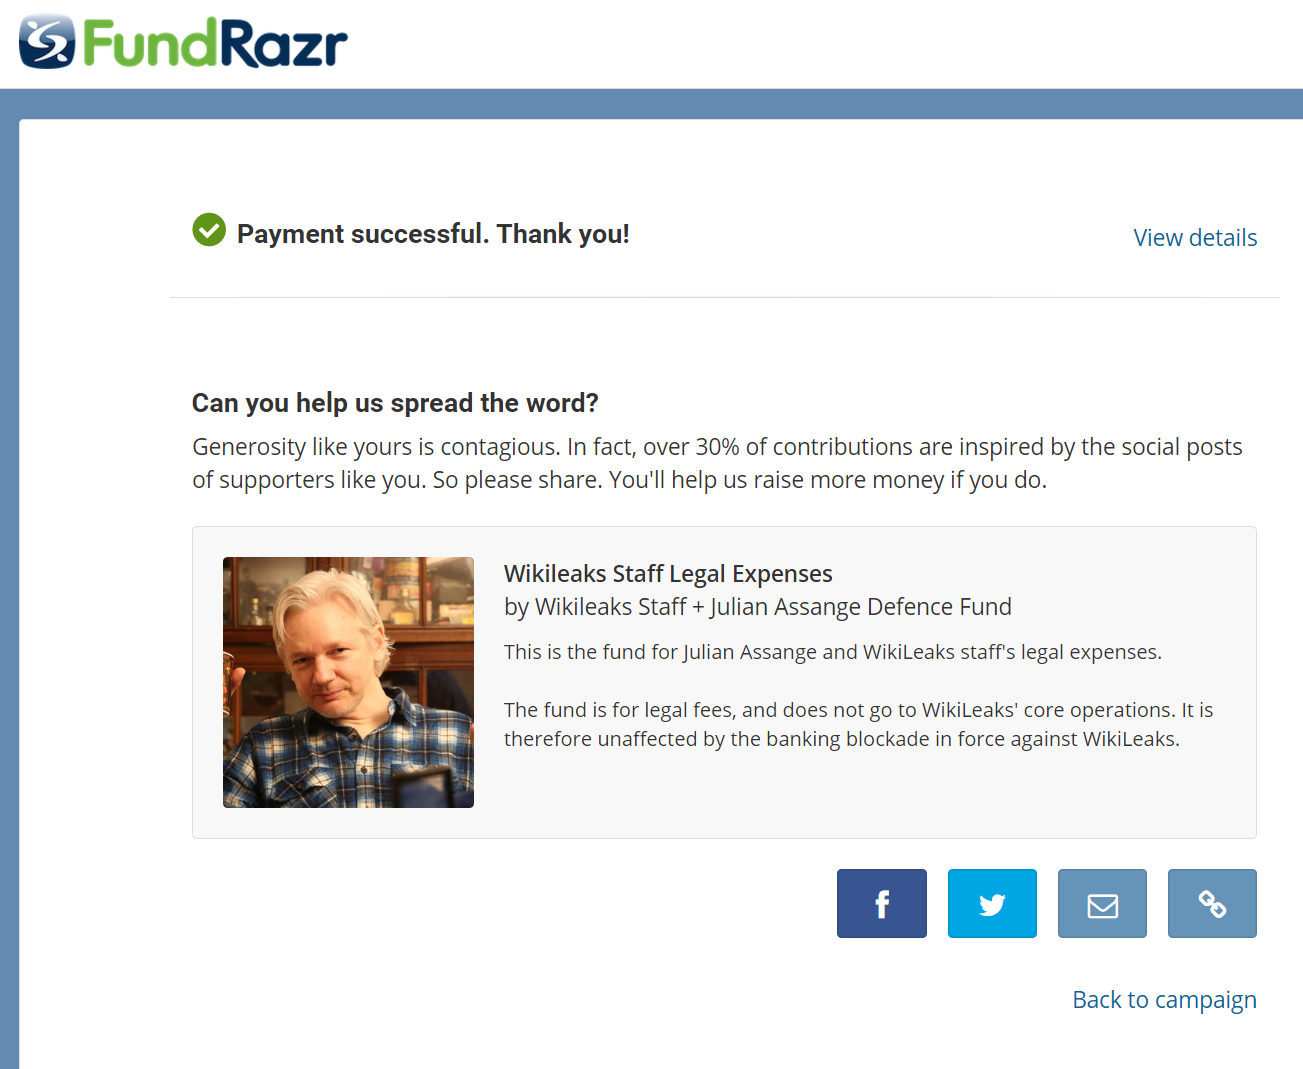 FundRazr
Payment successful. Thank you!
View details
Can you help us spread the word?
Generosity like yours is contagious. In fact, over 30% of contributions are inspired by the social posts
of supporters like you. So please share. You'll help us raise more money if you do.
Wikileaks Staff Legal Expenses
by Wikileaks Staff + Julian Assange Defence Fund
This is the fund for Julian Assange and WikiLeaks staff's legal expenses.
The fund is for legal fees, and does not go to WikiLeaks' core operations. It is
therefore unaffected by the banking blockade in force against WikiLeaks.
Back to campaign